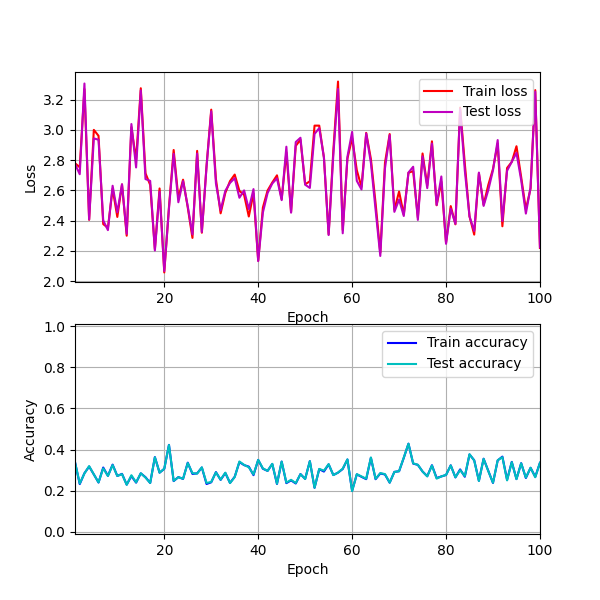 3.2
3.0
2.8
2.6
2.4
2.2
2.0
Loss
Train loss
Test loss
20 40 60 80 100
Epoch
1.0
0.8
0.6
0.4
0.2
0.0
Accuracy
Train accuracy
Test accuracy
20 40 60 80 100
Epoch